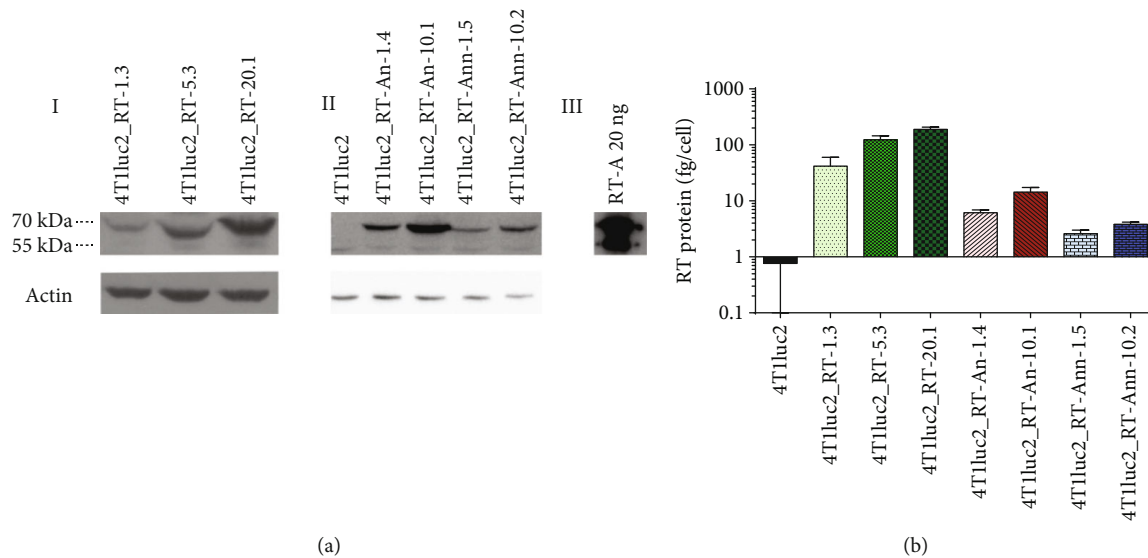 I
4T1luc2_RT-1.3
4T1luc2_RT-5.3
4T1luc2_RT-20.1
II
4T1luc2
4T1luc2_RT-An-1.4
4T1luc2_RT-An-10.1
4T1luc2_RT-Ann-1.5
4T1luc2_RT-Ann-10.2
III
RT-A 20 ng
70 kDa
55 kDa
Actin
(a)
RT protein (fg/cell)
1000
100
10
1
0.1
4T1luc2
4T1luc2_RT-1.3
4T1luc2_RT-5.3
4T1luc2_RT-20.1
4T1luc2_RT-An-1.4
4T1luc2_RT-An-10.1
4T1luc2_RT-Ann-1.5
4T1luc2_RT-Ann-10.2
(b)